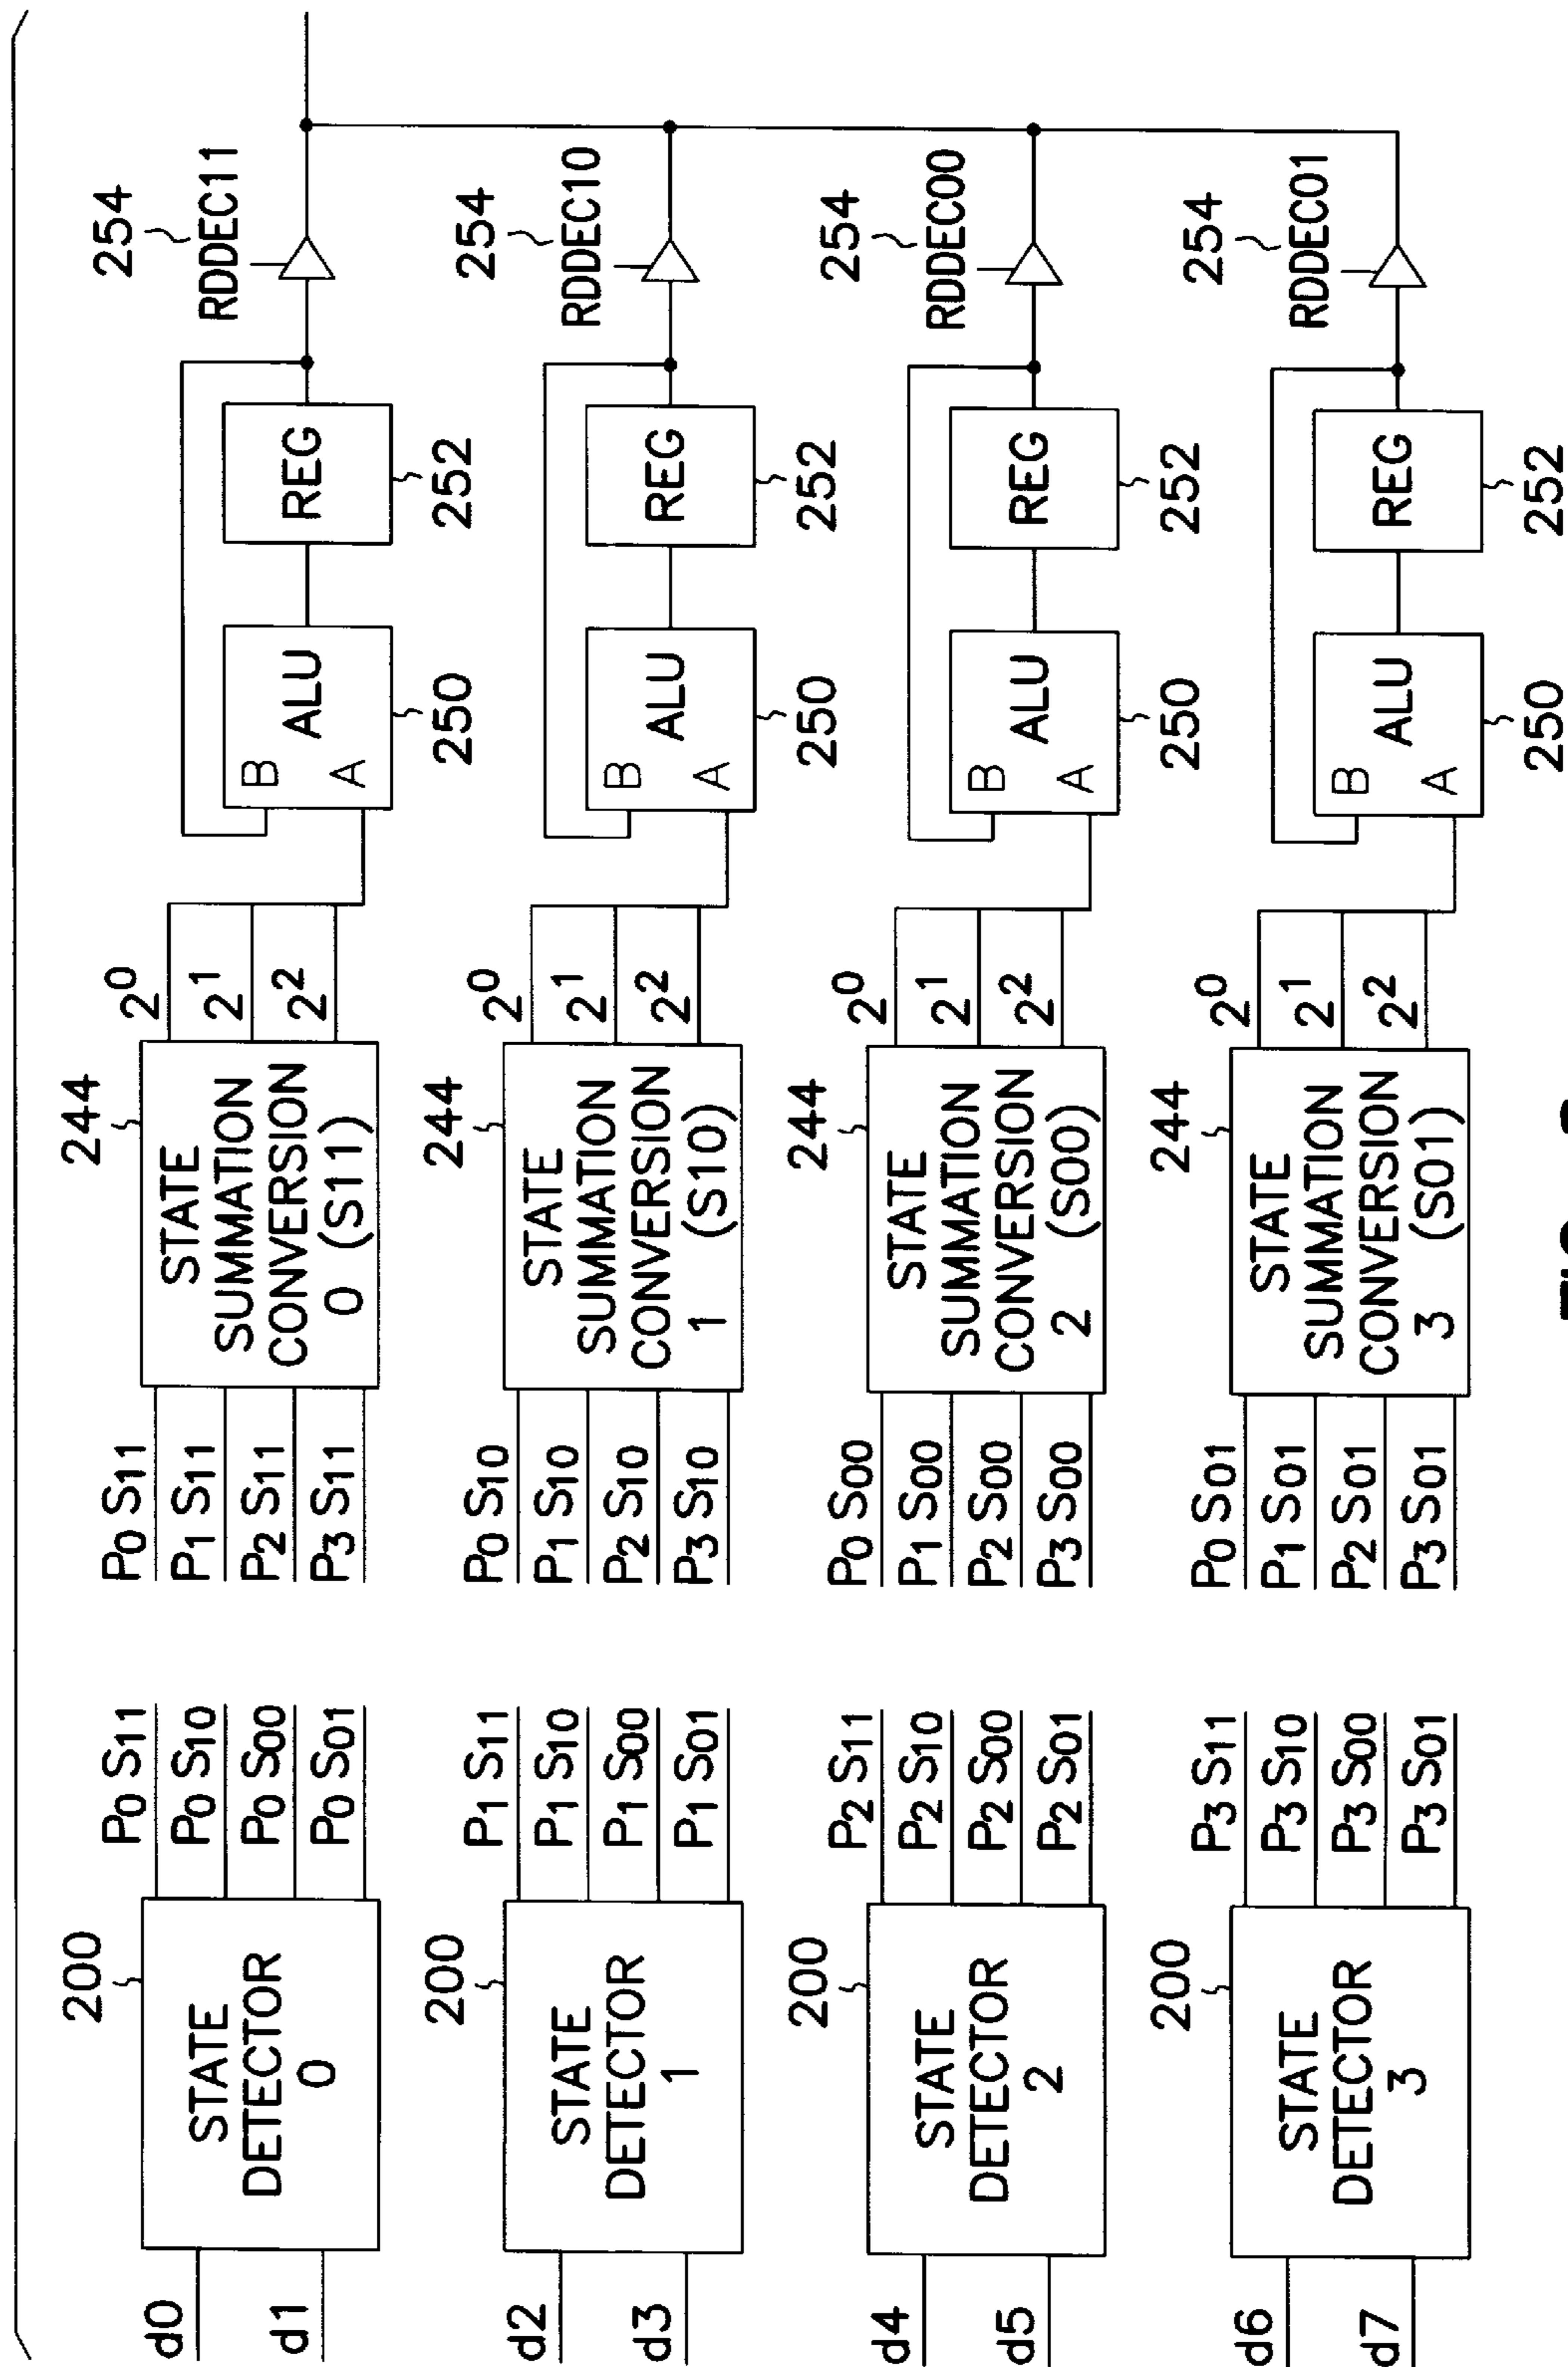 d0
d1
200
STATE
DETECTOR
0
P0 S11
P0 S10
P0 S00
P0 S01
P0 S11
P1 S11
P2 S11
P3 S11
244
STATE
SUMMATION
CONVERSION
0 (S11)
2^0
2^1
2^2
B
A
ALU
250
REG
252
254
RDDEC11
d2
d3
200
STATE
DETECTOR
1
P1 S11
P1 S10
P1 S00
P1 S01
P0 S10
P1 S10
P2 S10
P3 S10
244
STATE
SUMMATION
CONVERSION
1 (S10)
2^0
2^1
2^2
B
A
ALU
250
REG
252
254
RDDEC10
d4
d5
200
STATE
DETECTOR
2
P2 S11
P2 S10
P2 S00
P2 S01
P0 S00
P1 S00
P2 S00
P3 S00
244
STATE
SUMMATION
CONVERSION
2 (S00)
2^0
2^1
2^2
B
A
ALU
250
REG
252
254
RDDEC00
d6
d7
200
STATE
DETECTOR
3
P3 S11
P3 S10
P3 S00
P3 S01
P0 S01
P1 S01
P2 S01
P3 S01
244
STATE
SUMMATION
CONVERSION
3 (S01)
2^0
2^1
2^2
B
A
ALU
250
REG
252
254
RDDEC01